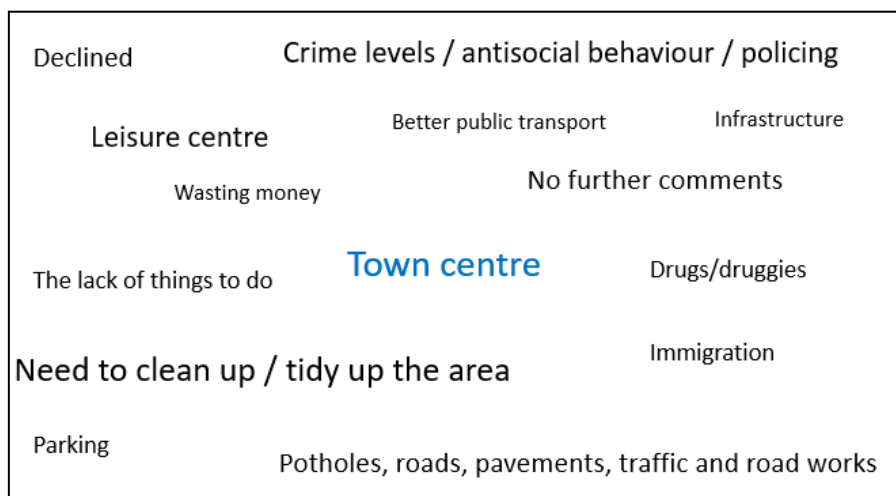 Declined
Crime levels / antisocial behaviour / policing
Leisure centre
Better public transport
Infrastructure
Wasting money
No further comments
The lack of things to do
Town centre
Drugs/druggies
Need to clean up / tidy up the area
Immigration
Parking
Potholes, roads, pavements, traffic and road works